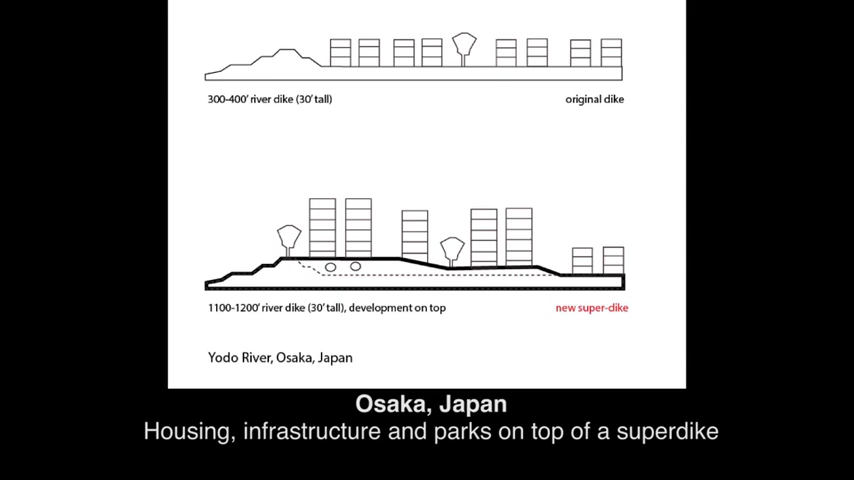 300-400' river dike (30' tall)
original dike
1100-1200' river dike (30' tall), development on top
new super-dike
Yodo River, Osaka, Japan
Osaka, Japan
Housing, infrastructure and parks on top of a superdike